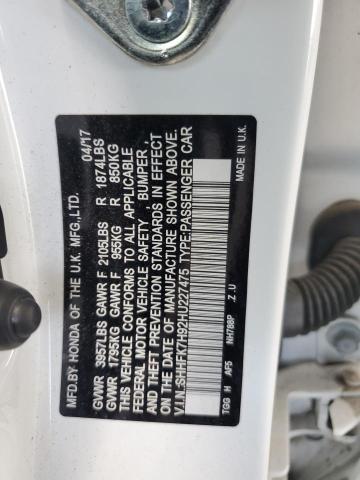 MFD.BY HONDA OF THE U.K. MFG.,LTD. 04/17
GVWR 3957LBS GAWR F 2105LBS R 1874LBS
GVWR 1795KG GAWR F 955KG R 850KG
THIS VEHICLE CONFORMS TO ALL APPLICABLE
FEDERAL MOTOR VEHICLE SAFETY , BUMPER ,
AND THEFT PREVENTION STANDARDS IN EFFECT
ON THE DATE OF MANUFACTURE SHOWN ABOVE.
V.I.N.:SHHFK7H92HU227475 TYPE:PASSENGER CAR
NH788P Z.U MADE IN U.K.
TGG H AF5